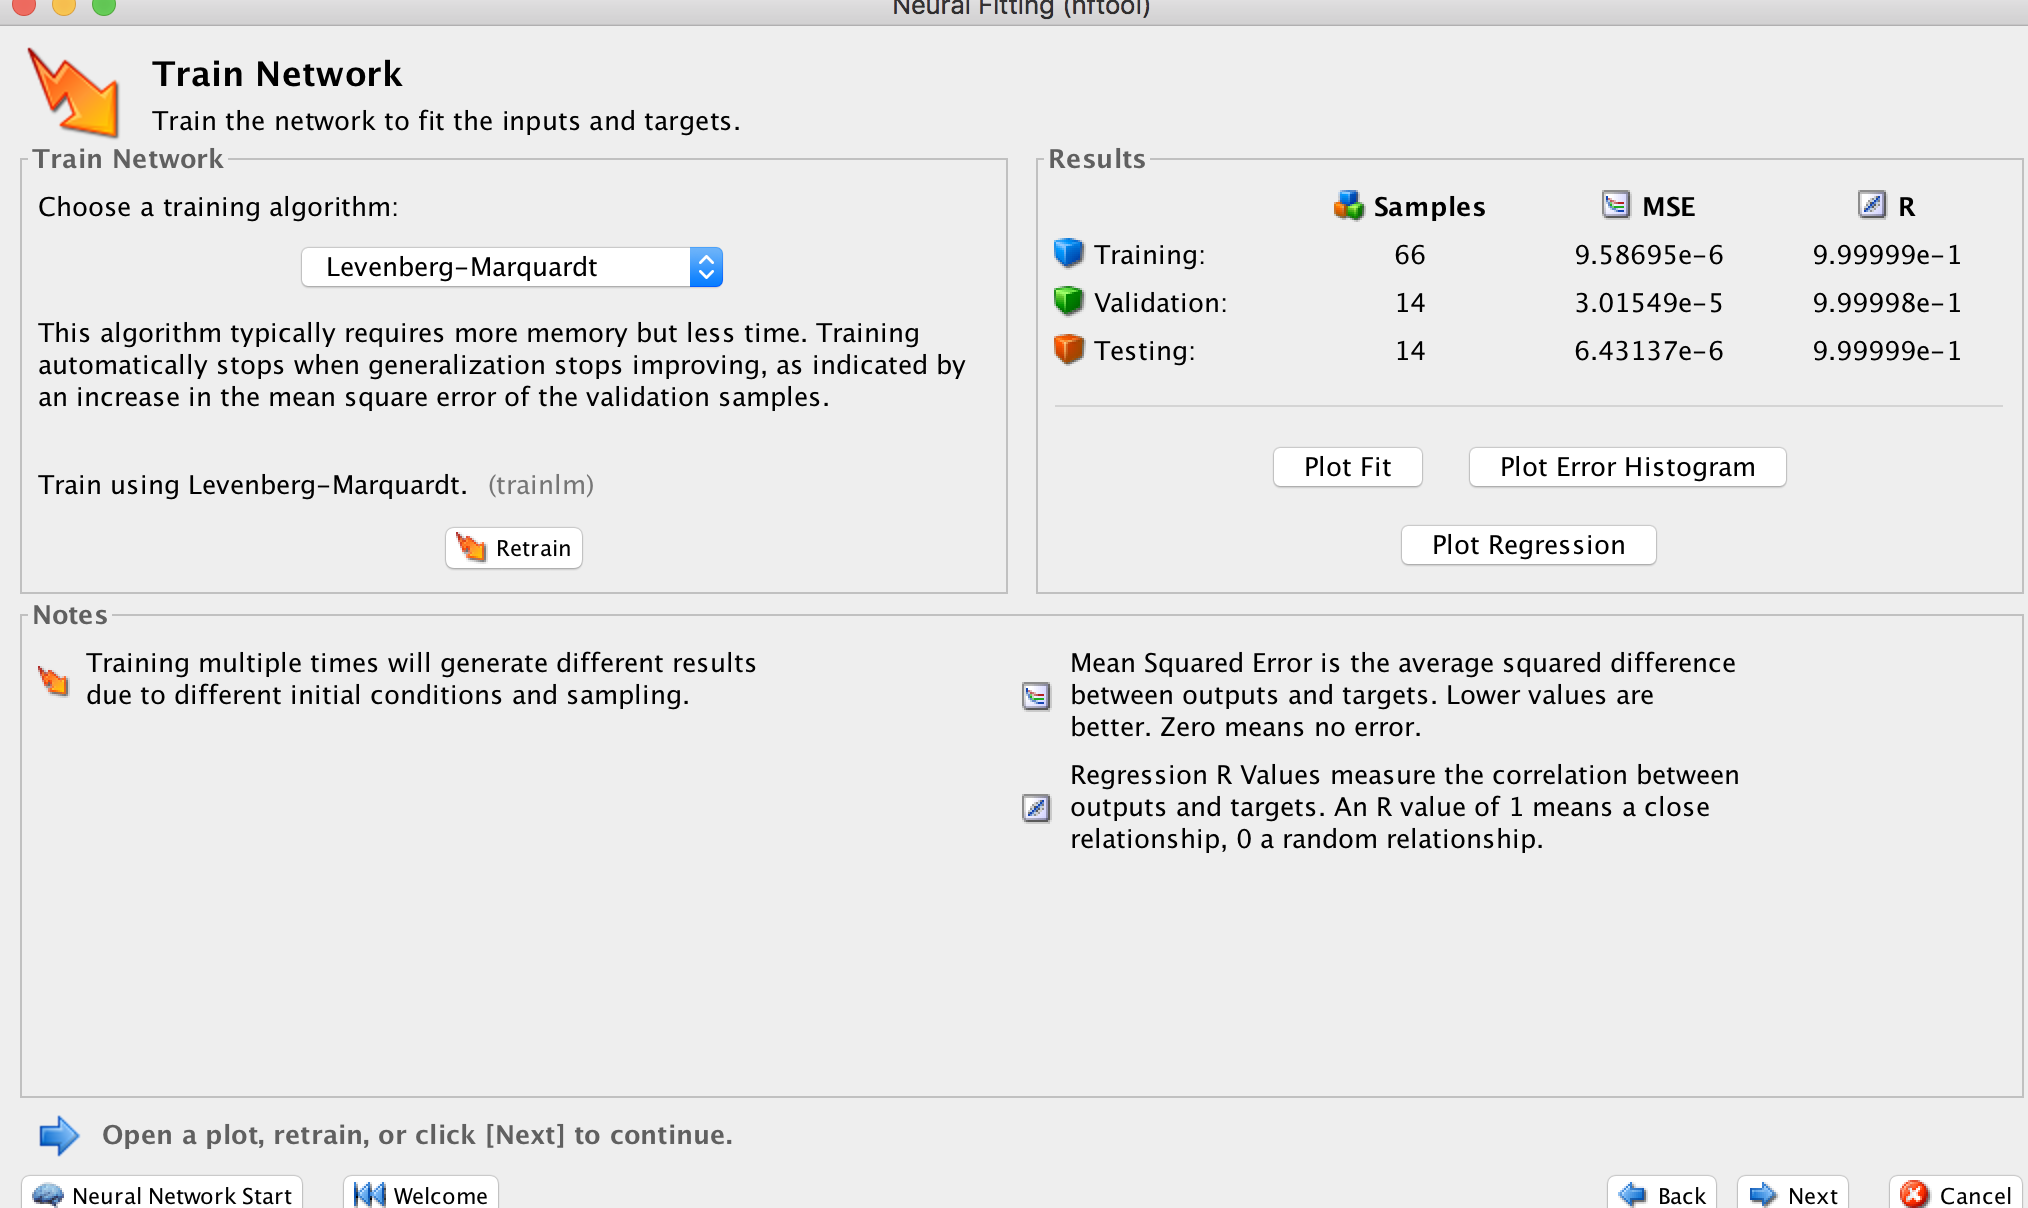 Neural Fitting (nftool)
Train Network
Train the network to fit the inputs and targets.
Train Network
Choose a training algorithm:
Levenberg-Marquardt
This algorithm typically requires more memory but less time. Training
automatically stops when generalization stops improving, as indicated by
an increase in the mean square error of the validation samples.
Train using Levenberg-Marquardt. (trainlm)
Retrain
Results
Samples MSE R
Training: 66 9.58695e-6 9.99999e-1
Validation: 14 3.01549e-5 9.99998e-1
Testing: 14 6.43137e-6 9.99999e-1
Plot Fit Plot Error Histogram
Plot Regression
Notes
Training multiple times will generate different results
due to different initial conditions and sampling.
Mean Squared Error is the average squared difference
between outputs and targets. Lower values are
better. Zero means no error.
Regression R Values measure the correlation between
outputs and targets. An R value of 1 means a close
relationship, 0 a random relationship.
Open a plot, retrain, or click [Next] to continue.
Neural Network Start Welcome Back Next Cancel